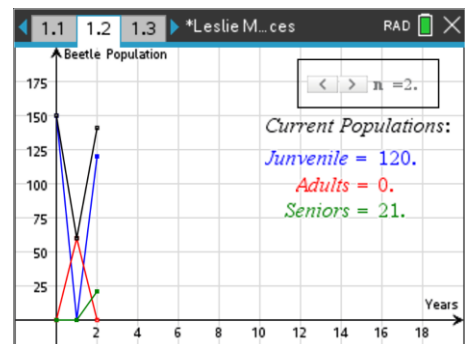 1.1 1.2 1.3 *Leslie M...ces RAD
Beetle Population
n =2.
Current Populations:
Junvenile = 120.
Adults = 0.
Seniors = 21.
175
150
125
100
75
50
25
Years
2 4 6 8 10 12 14 16 18